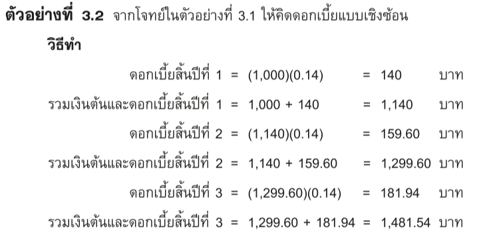 ตัวอย่างที่ 3.2 จากโจทย์ในตัวอย่างที่ 3.1 ให้คิดดอกเบี้ยแบบเชิงซ้อน
วิธีทำ
ดอกเบี้ยสิ้นปีที่ 1 = (1,000)(0.14) = 140 บาท
รวมเงินต้นและดอกเบี้ยสิ้นปีที่ 1 = 1,000 + 140 = 1,140 บาท
ดอกเบี้ยสิ้นปีที่ 2 = (1,140)(0.14) = 159.60 บาท
รวมเงินต้นและดอกเบี้ยสิ้นปีที่ 2 = 1,140 + 159.60 = 1,299.60 บาท
ดอกเบี้ยสิ้นปีที่ 3 = (1,299.60)(0.14) = 181.94 บาท
รวมเงินต้นและดอกเบี้ยสิ้นปีที่ 3 = 1,299.60 + 181.94 = 1,481.54 บาท